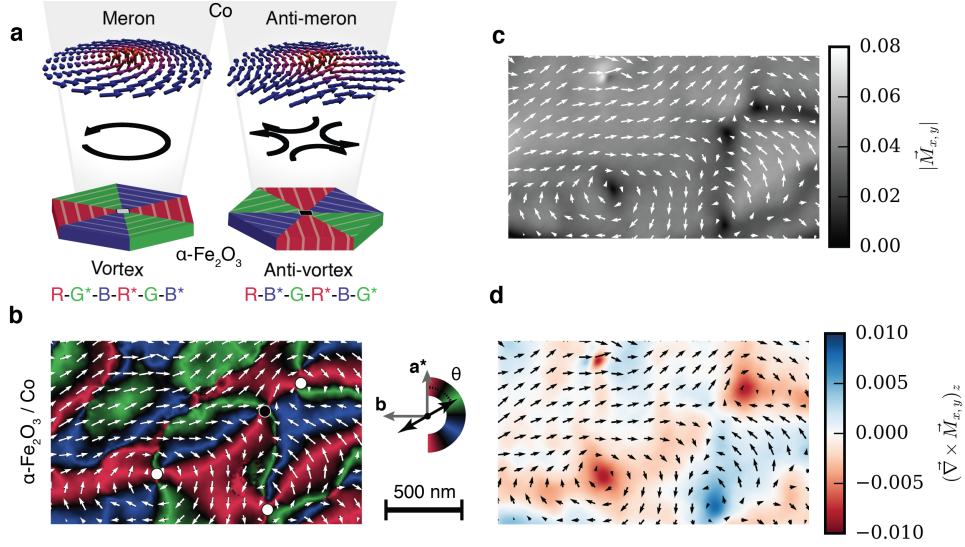 a
Meron
Co
Anti-meron
Vortex
α-Fe2O3
Anti-vortex
R-G*-B-R*-G-B*
R-B*-G-R*-B-G*
b
α-Fe2O3 / Co
a*
θ
b
500 nm
c
0.08
0.06
0.04
0.02
0.00
|M⃗x, y|
d
0.010
0.005
0.000
−0.005
−0.010
(∇⃗ × M⃗x, y)z